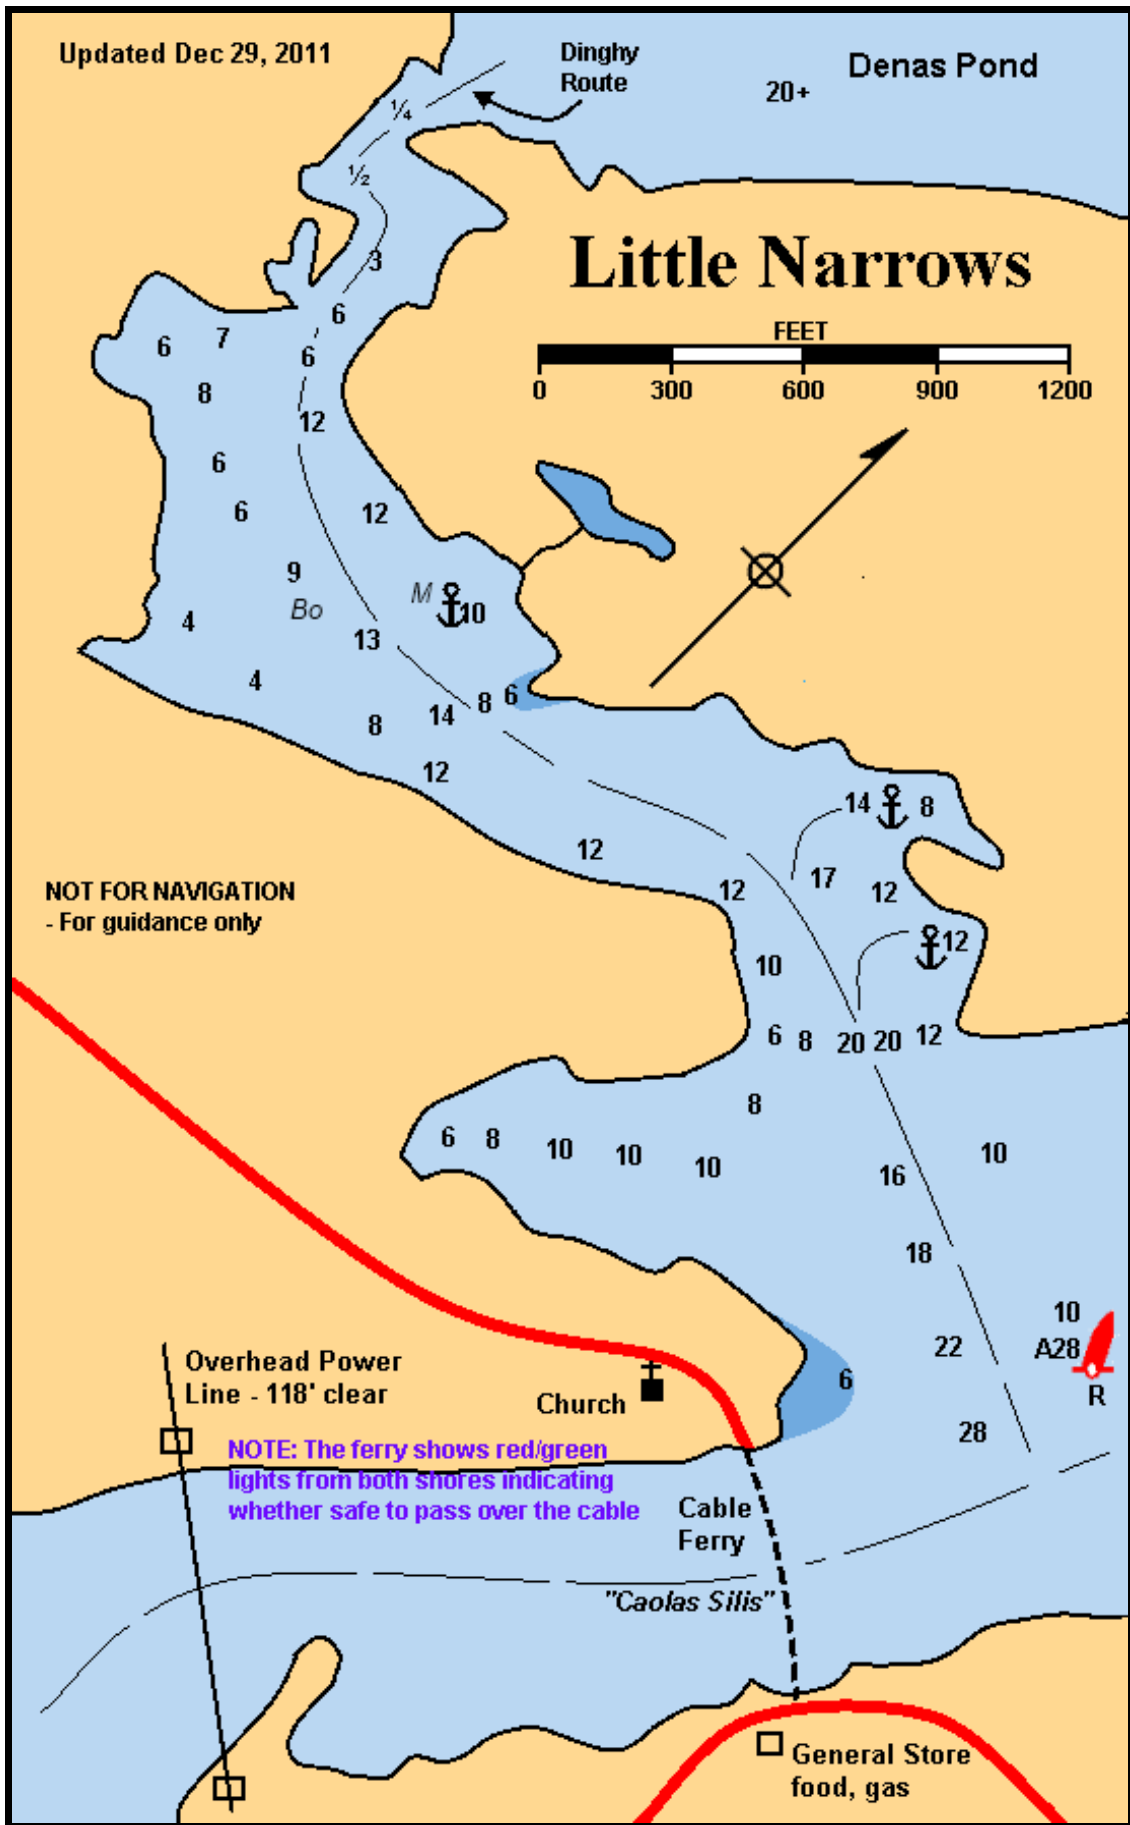 Updated Dec 29, 2011
Dinghy
Route
Denas Pond
20+
1/4
1/2
3
Little Narrows
6
FEET
0 300 600 900 1200
6 7 6
8
12
6
6 12
9
M 10
Bo
4 13
4
8 6
8 14
12
14 8
12
17
12 12
NOT FOR NAVIGATION
- For guidance only
12
10
6 8 20 20 12
8
6 8 10 10 10
10
16
18
10
22 A28
Overhead Power
Line - 118' clear
6
R
Church
28
NOTE: The ferry shows red/green
lights from both shores indicating
whether safe to pass over the cable
Cable
Ferry
"Caolas Silis"
General Store
food, gas